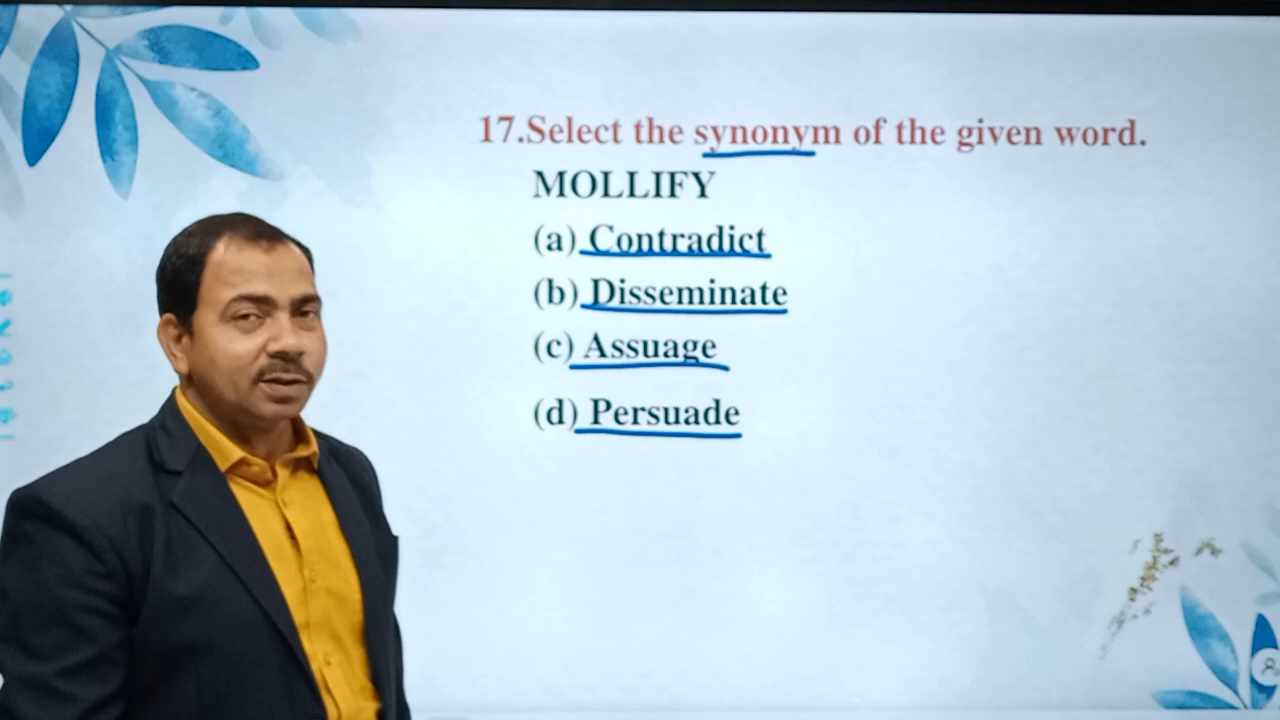 17.Select the synonym of the given word.
MOLLIFY
(a) Contradict
(b) Disseminate
(c) Assuage
(d) Persuade